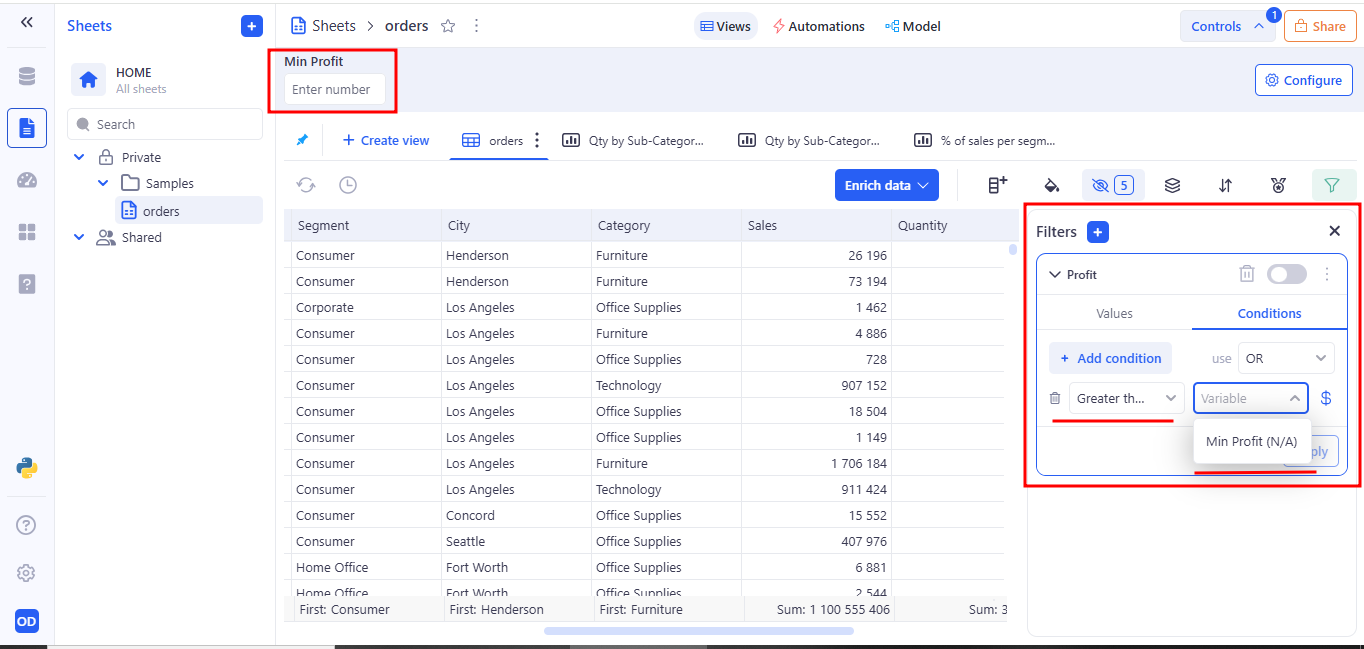 Sheets
HOME
All sheets
Search
Private
Samples
orders
Shared
OD
Sheets > orders
Views
Automations
Model
Controls
1
Share
Min Profit
Enter number
Configure
Create view
orders
Qty by Sub-Categor...
Qty by Sub-Categor...
% of sales per segm...
Enrich data
5
Segment City Category Sales Quantity
Consumer Henderson Furniture 26 196
Consumer Henderson Furniture 73 194
Corporate Los Angeles Office Supplies 1 462
Consumer Los Angeles Furniture 4 886
Consumer Los Angeles Office Supplies 728
Consumer Los Angeles Technology 907 152
Consumer Los Angeles Office Supplies 18 504
Consumer Los Angeles Office Supplies 1 149
Consumer Los Angeles Furniture 1 706 184
Consumer Los Angeles Technology 911 424
Consumer Concord Office Supplies 15 552
Consumer Seattle Office Supplies 407 976
Home Office Fort Worth Office Supplies 6 881
Home Office Fort Worth Office Supplies 2 544
First: Consumer First: Henderson First: Furniture Sum: 1 100 555 406 Sum: 3
Filters
Profit
Values Conditions
+ Add condition use OR
Greater th... Variable $
Min Profit (N/A)